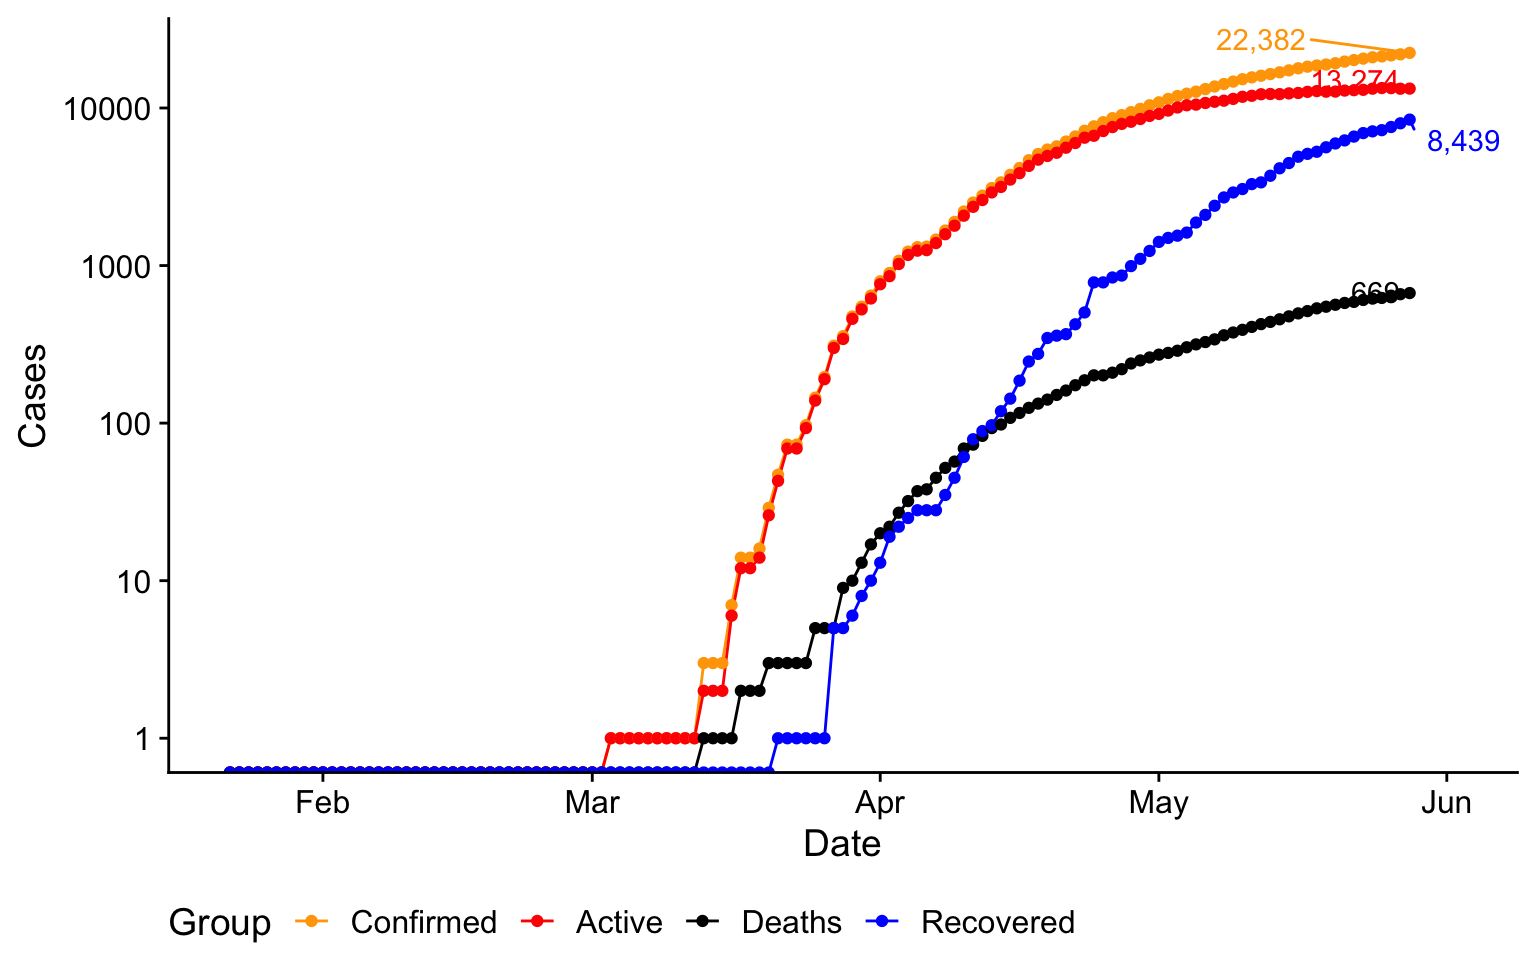 22,382
13,274
10000
8,439
1000
669
100
10
1
Cases
Feb Mar Apr May Jun
Date
Group Confirmed Active Deaths Recovered